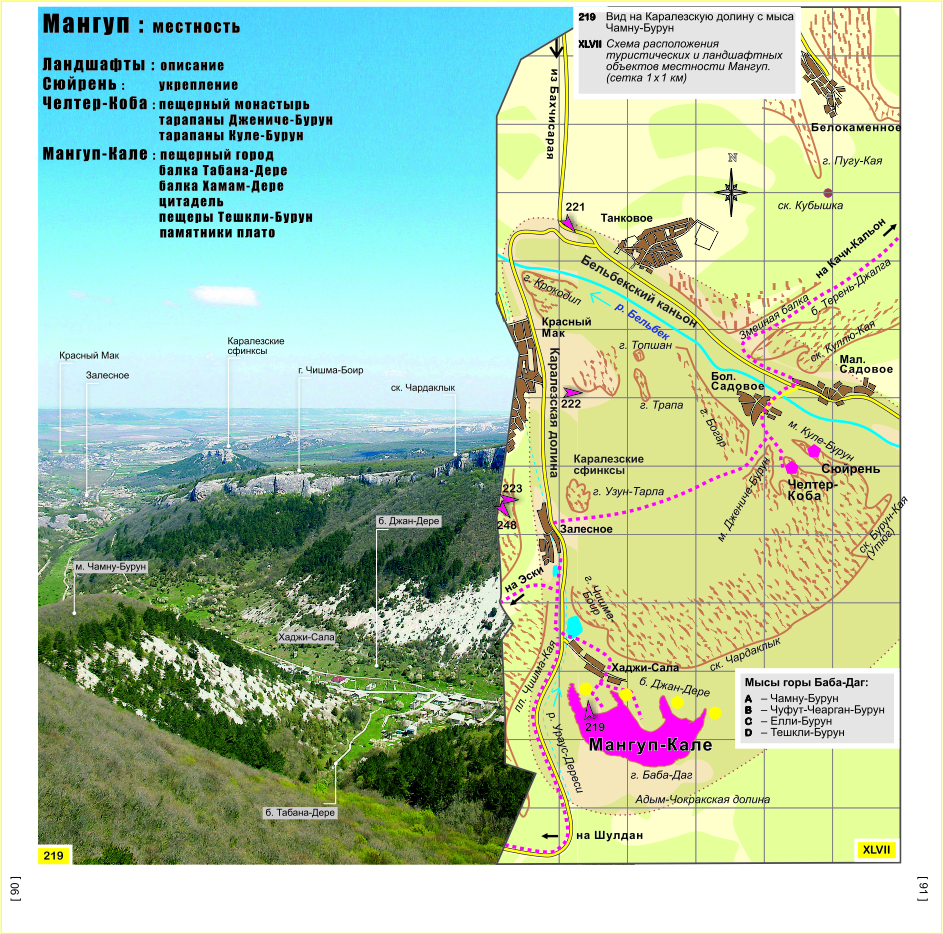 Мангуп : местность
Ландшафты : описание
Сюйрень : укрепление
Челтер-Коба : пещерный монастырь
тарапаны Джениче-Бурун
тарапаны Куле-Бурун
Мангуп-Кале : пещерный город
балка Табана-Дере
балка Хамам-Дере
цитадель
пещеры Тешкли-Бурун
памятники плато
Красный Мак
Залесное
Каралезские
сфинксы
г. Чишма-Боир
ск. Чардаклык
б. Джан-Дере
м. Чамну-Бурун
Хаджи-Сала
б. Табана-Дере
219
219 Вид на Каралезскую долину с мыса
Чамну-Бурун
XLVII Схема расположения
туристических и ландшафтных
объектов местности Мангуп.
(сетка 1 x 1 км)
из Бахчисарая
Белокаменное
г. Пугу-Кая
N
ск. Кубышка
221
Танковое
на Качи-Кальон
Бельбекский каньон
г. Крокодил
р. Бельбек
Змеиная балка
б. Терень-Джалга
ск. Куллю-Кая
Красный
Мак
г. Топшан
Мал.
Садовое
Бол.
Садовое
Каралезская долина
222
г. Трапа
г. Богар
м. Куле-Бурун
Сюйрень
Каралезские
сфинксы
Челтер-
Коба
г. Узун-Тарла
м. Джениче-Бурун
223
248
Залесное
ск. Бурун-Кая
(Утюг)
на Эски
г. Чишма-
Боир
пл. Чишма-Кая
Хаджи-Сала
ск. Чардаклык
б. Джан-Дере
р. Ураус-Дереси
219
Мангуп-Кале
г. Баба-Даг
Адым-Чокракская долина
на Шулдан
Мысы горы Баба-Даг:
A – Чамну-Бурун
B – Чуфут-Чеарган-Бурун
C – Елли-Бурун
D – Тешкли-Бурун
XLVII
[ 90 ]
[ 91 ]